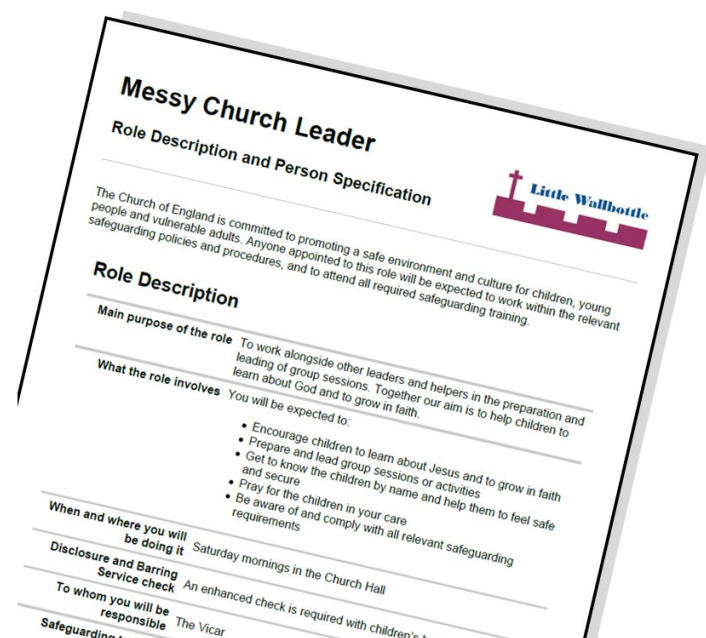 Messy Church Leader
Role Description and Person Specification
Little Wallbottle
The Church of England is committed to promoting a safe environment and culture for children, young
people and vulnerable adults. Anyone appointed to this role will be expected to work within the relevant
safeguarding policies and procedures, and to attend all required safeguarding training.
Role Description
Main purpose of the role
To work alongside other leaders and helpers in the preparation and
leading of group sessions. Together our aim is to help children to
learn about God and to grow in faith.
What the role involves
You will be expected to:
• Encourage children to learn about Jesus and to grow in faith
• Prepare and lead group sessions or activities
• Get to know the children by name and help them to feel safe
and secure
• Pray for the children in your care
• Be aware of and comply with all relevant safeguarding
requirements
When and where you will
be doing it
Saturday mornings in the Church Hall
Disclosure and Barring
Service check
An enhanced check is required with children's
To whom you will be
responsible
The Vicar
Safeguarding